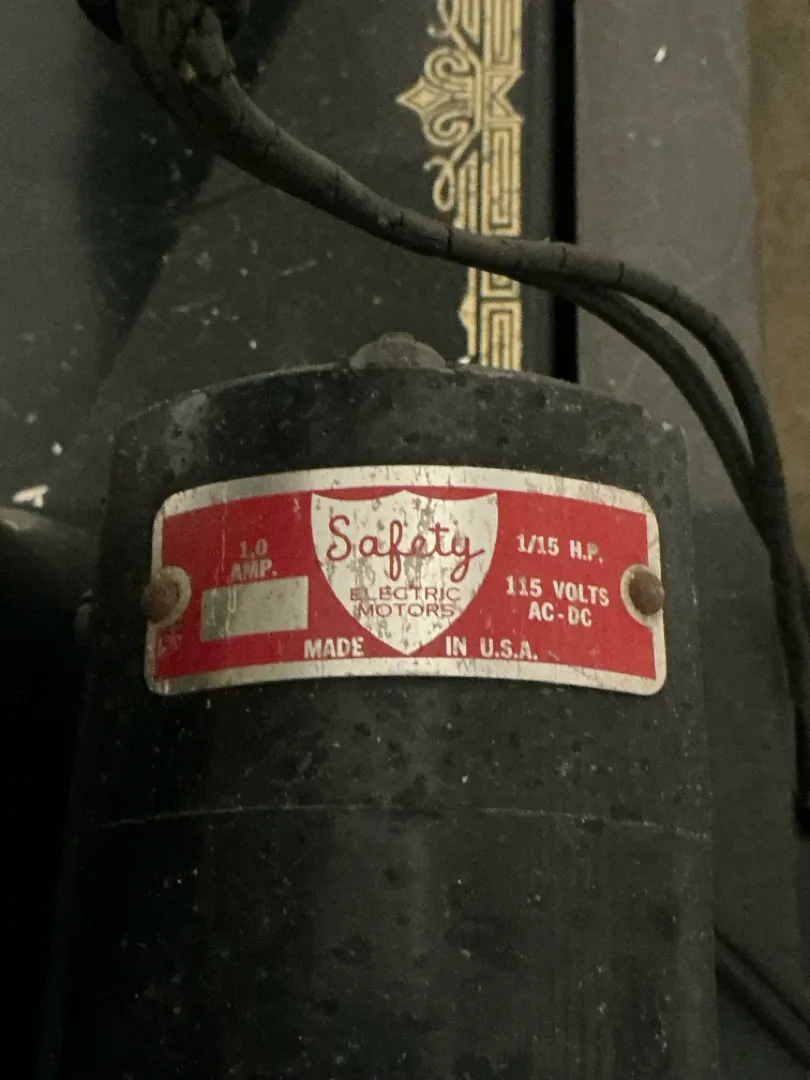 1.0
AMP.
Safety
ELECTRIC
MOTORS
1/15 H.P.
115 VOLTS
AC-DC
MADE IN U.S.A.